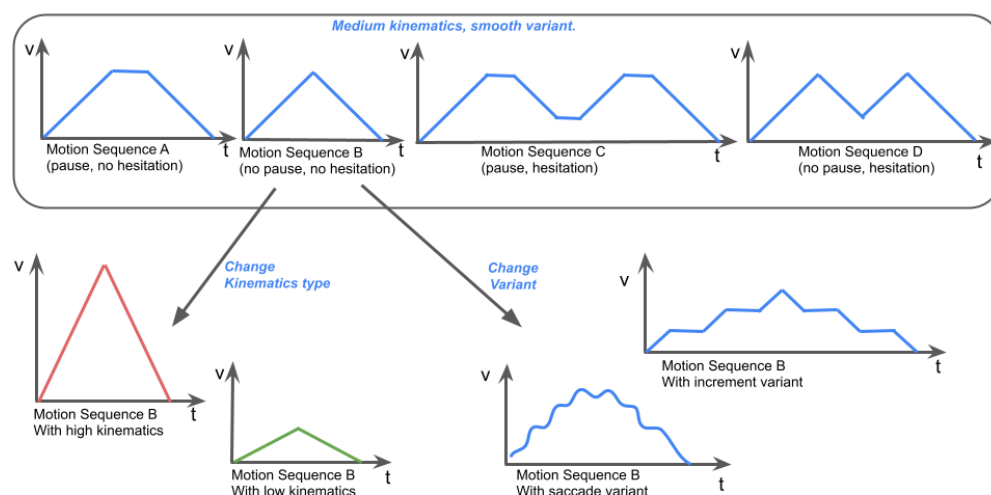 Medium kinematics, smooth variant.
v
t
Motion Sequence A
(pause, no hesitation)
v
t
Motion Sequence B
(no pause, no hesitation)
v
t
Motion Sequence C
(pause, hesitation)
v
t
Motion Sequence D
(no pause, hesitation)
Change
Kinematics type
Change
Variant
v
t
Motion Sequence B
With high kinematics
v
t
Motion Sequence B
With low kinematics
v
t
Motion Sequence B
With saccade variant
v
t
Motion Sequence B
With increment variant